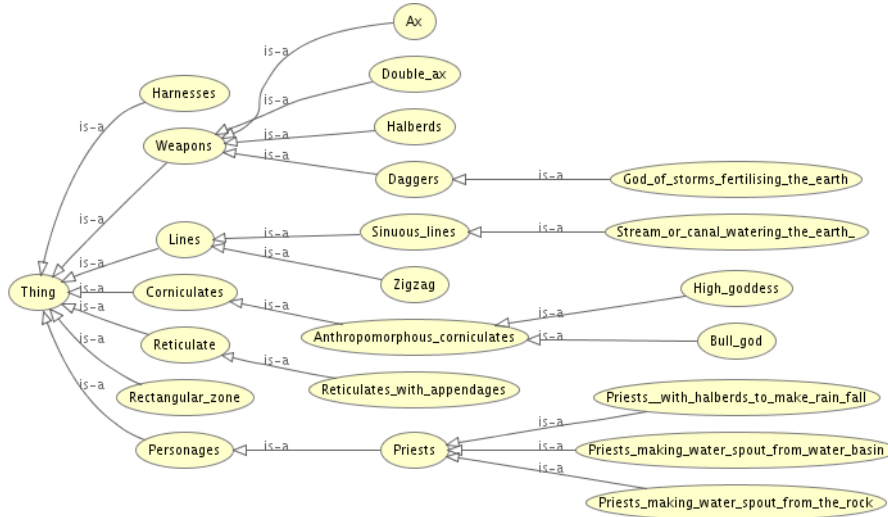 Ax
is-a
Double_ax
Harnesses
is-a
is-a
Halberds
is-a
Weapons
is-a
Daggers
is-a
God_of_storms_fertilising_the_earth
is-a
Lines
is-a
Sinuous_lines
is-a
Stream_or_canal_watering_the_earth_
is-a
is-a
Zigzag
Thing
is-a
Corniculates
is-a
High_goddess
is-a
Anthropomorphous_corniculates
is-a
Bull_god
is-a
Reticulate
is-a
Reticulates_with_appendages
is-a
Rectangular_zone
is-a
Priests__with_halberds_to_make_rain_fall
is-a
Personages
is-a
Priests
is-a
Priests_making_water_spout_from_water_basin
is-a
Priests_making_water_spout_from_the_rock